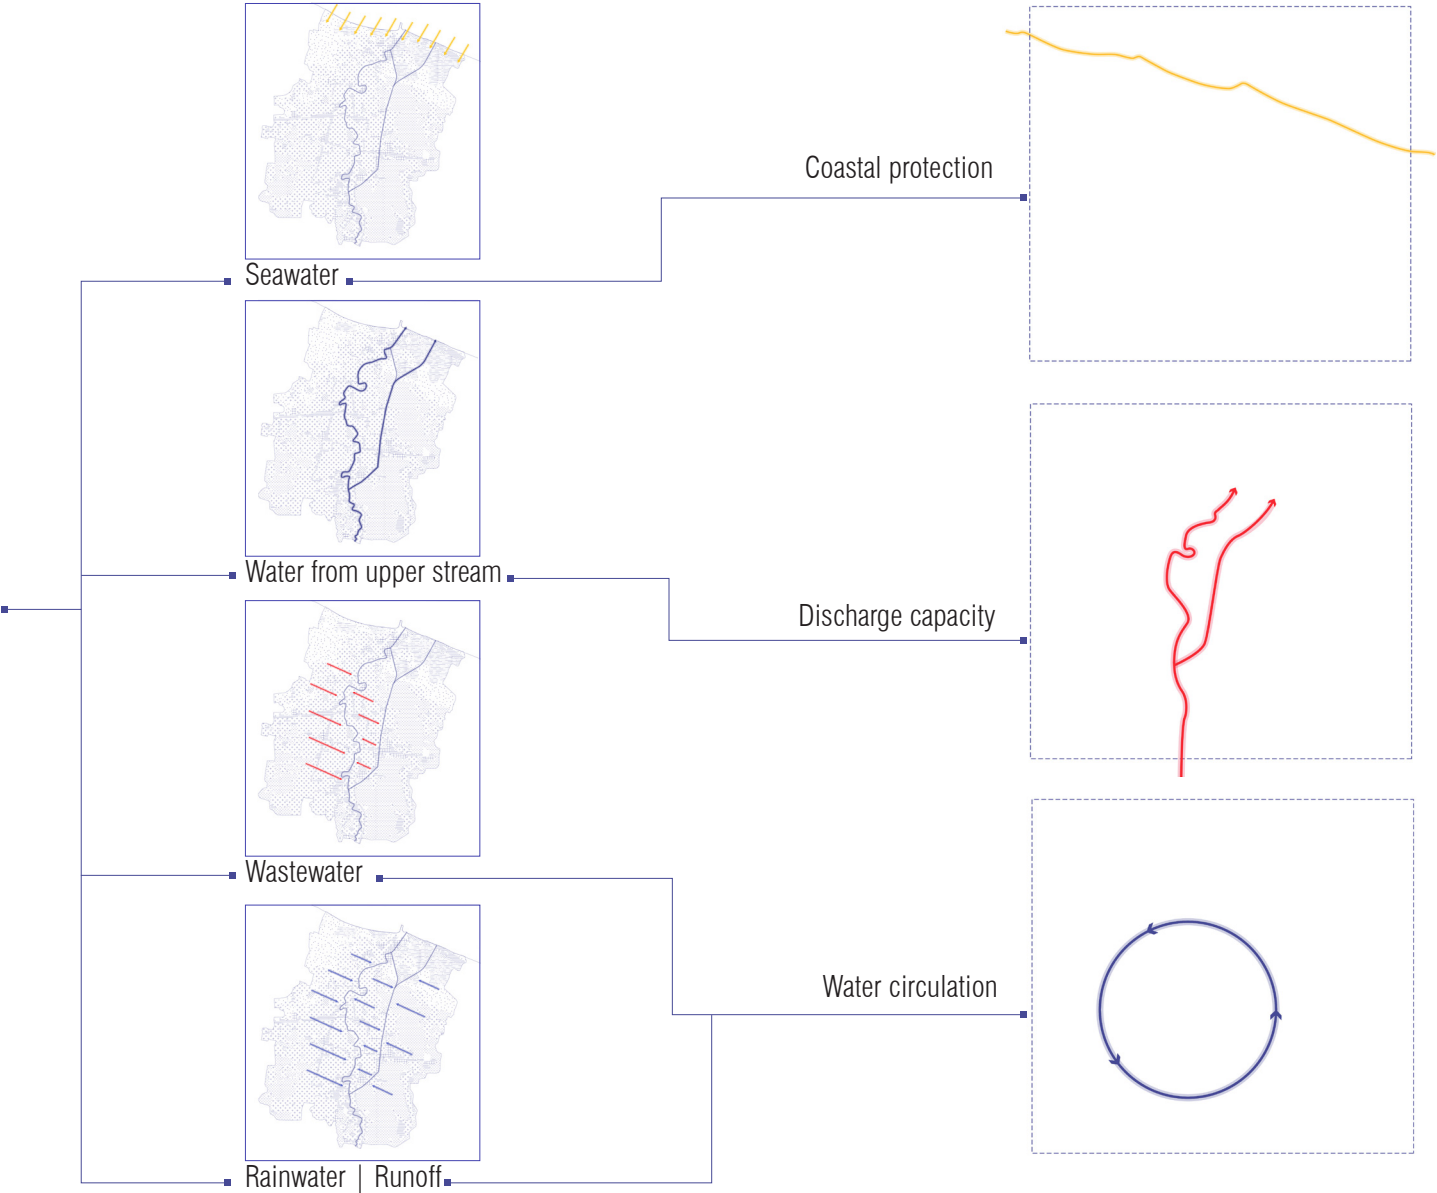 Coastal protection
Seawater
Water from upper stream
Discharge capacity
Wastewater
Water circulation
Rainwater | Runoff